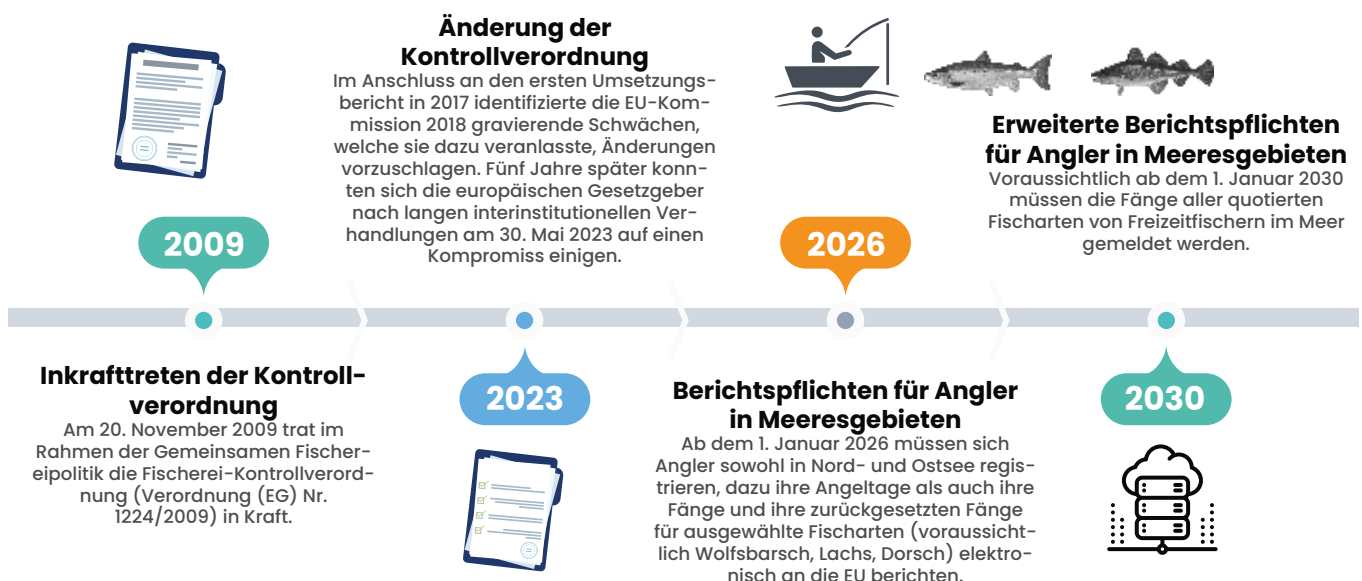 Änderung der
Kontrollverordnung
Im Anschluss an den ersten Umsetzungs-
bericht in 2017 identifizierte die EU-Kom-
mission 2018 gravierende Schwächen,
welche sie dazu veranlasste, Änderungen
vorzuschlagen. Fünf Jahre später konn-
ten sich die europäischen Gesetzgeber
nach langen interinstitutionellen Ver-
handlungen am 30. Mai 2023 auf einen
Kompromiss einigen.
Erweiterte Berichtspflichten
für Angler in Meeresgebieten
Voraussichtlich ab dem 1. Januar 2030
müssen die Fänge aller quotierten
Fischarten von Freizeitfischern im Meer
gemeldet werden.
2009
2026
Inkrafttreten der Kontroll-
verordnung
Am 20. November 2009 trat im
Rahmen der Gemeinsamen Fischer-
eipolitik die Fischerei-Kontrollverord-
nung (Verordnung (EG) Nr.
1224/2009) in Kraft.
2023
Berichtspflichten für Angler
in Meeresgebieten
Ab dem 1. Januar 2026 müssen sich
Angler sowohl in Nord- und Ostsee regis-
trieren, dazu ihre Angeltage als auch ihre
Fänge und ihre zurückgesetzten Fänge
für ausgewählte Fischarten (voraussicht-
lich Wolfsbarsch, Lachs, Dorsch) elektro-
nisch an die EU berichten.
2030